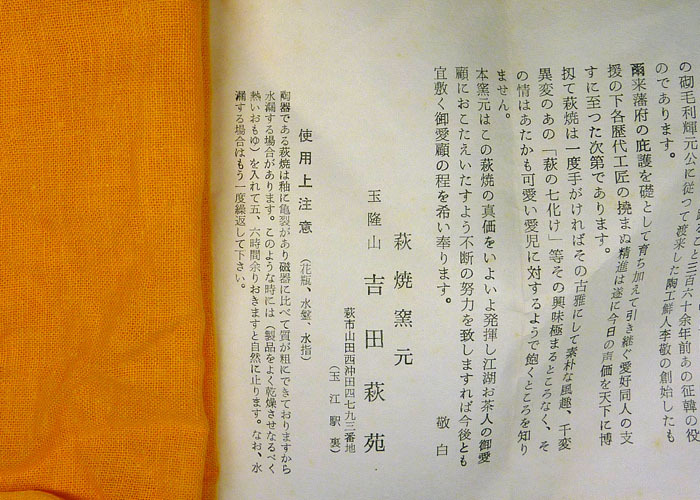 と三百六十余年前あの征韓の役
の砌毛利輝元公に従つて渡来した陶工鮮人李敬の創始したも
のであります。
爾来藩府の庇護を礎として育ち加えて引き継ぐ愛好同人の支
援の下各歴代工匠の撓まぬ精進は遂に今日の声価を天下に博
すに至つた次第であります。
扨て萩焼は一度手がければその古雅にして素朴な風趣、千変
異変のあの「萩の七化け」等その興味極まるところなく、そ
の情はあたかも可愛い愛児に対するようで飽くところを知り
ません。
本窯元はこの萩焼の真価をいよいよ発揮し江湖お茶人の御愛
顧におこたえいたすよう不断の努力を致しますれば今後とも
宜敷く御愛顧の程を希い奉ります。　敬白
萩焼窯元
玉隆山　吉田萩苑
萩市山田西沖田四七九三番地
（玉江駅裏）
使用上注意　（花瓶、水盤、水指）
陶器である萩焼は釉に亀裂があり磁器に比べて質が粗にできておりますから
水漏する場合があります。このような時には（製品をよく乾燥させなるべく
熱いおもゆ）を入れて五、六時間余りおきますと自然に止ります。なお、水
漏する場合はもう一度繰返して下さい。